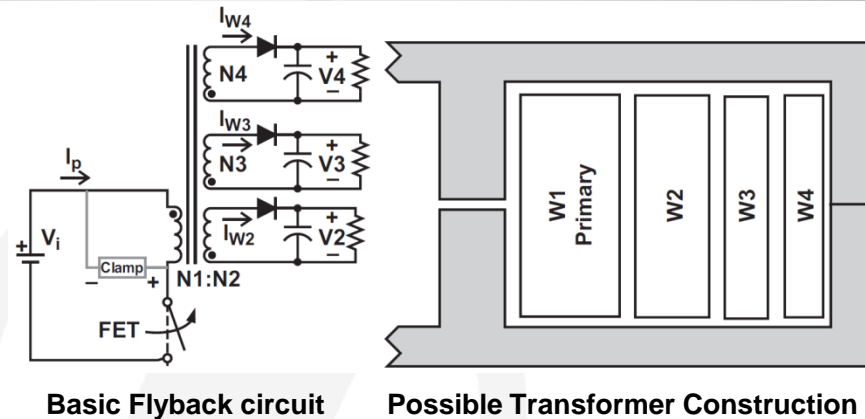 I_W4
N4
+
V4
–
I_W3
N3
+
V3
–
I_p
I_W2
+
V2
–
+
V_i
Clamp
– +
N1:N2
FET
W1
Primary
W2
W3
W4
Basic Flyback circuit
Possible Transformer Construction